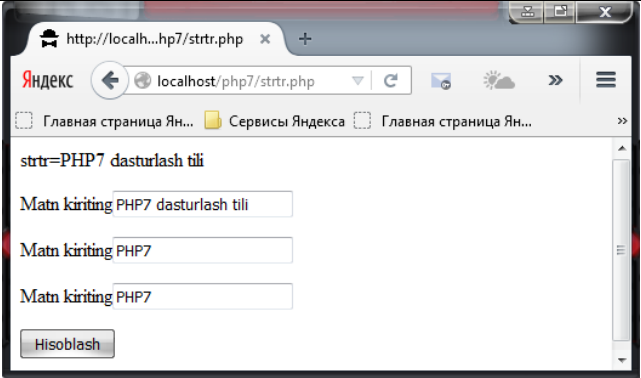 http://localh...hp7/strtr.php
Яндекс
localhost/php7/strtr.php
Главная страница Ян...
Сервисы Яндекса
Главная страница Ян...
strtr=PHP7 dasturlash tili
Matn kiriting PHP7 dasturlash tili
Matn kiriting PHP7
Matn kiriting PHP7
Hisoblash